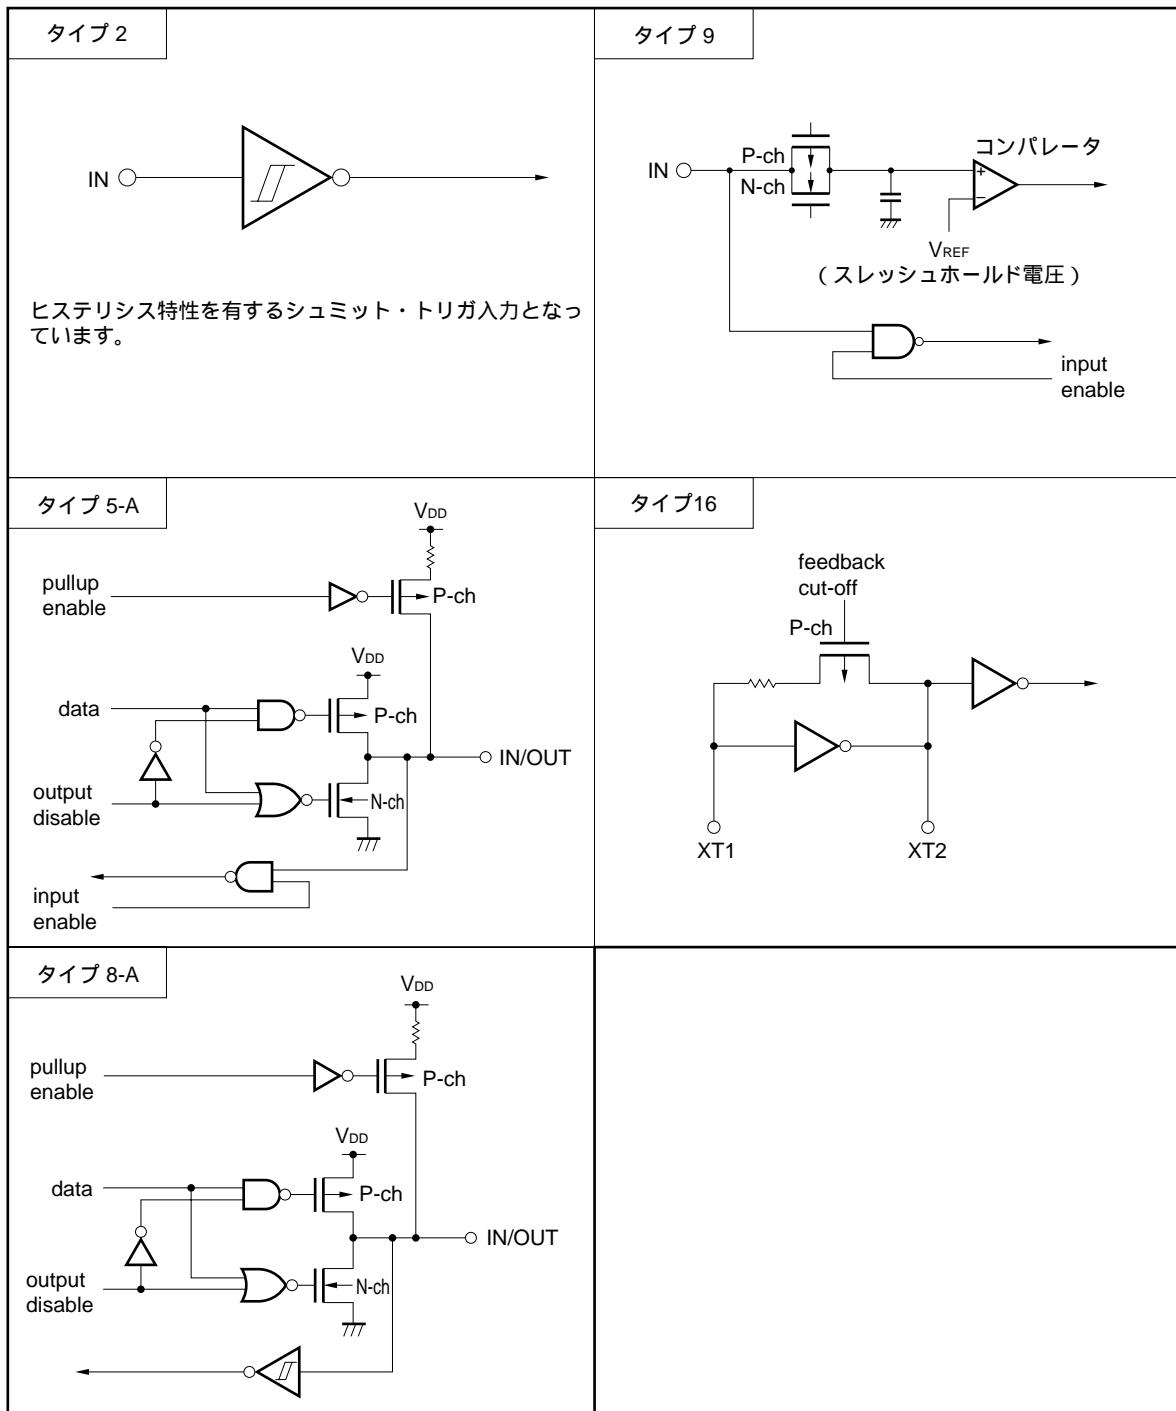 タイプ 2
IN
ヒステリシス特性を有するシュミット・トリガ入力となっ
ています。
タイプ 9
コンパレータ
P-ch
IN
N-ch
+
−
VREF
(スレッシュホールド電圧)
input
enable
タイプ 5-A
VDD
pullup
enable
P-ch
VDD
data
P-ch
IN/OUT
output
disable
N-ch
input
enable
タイプ16
feedback
cut-off
P-ch
XT1
XT2
タイプ 8-A
VDD
pullup
enable
P-ch
VDD
data
P-ch
IN/OUT
output
disable
N-ch